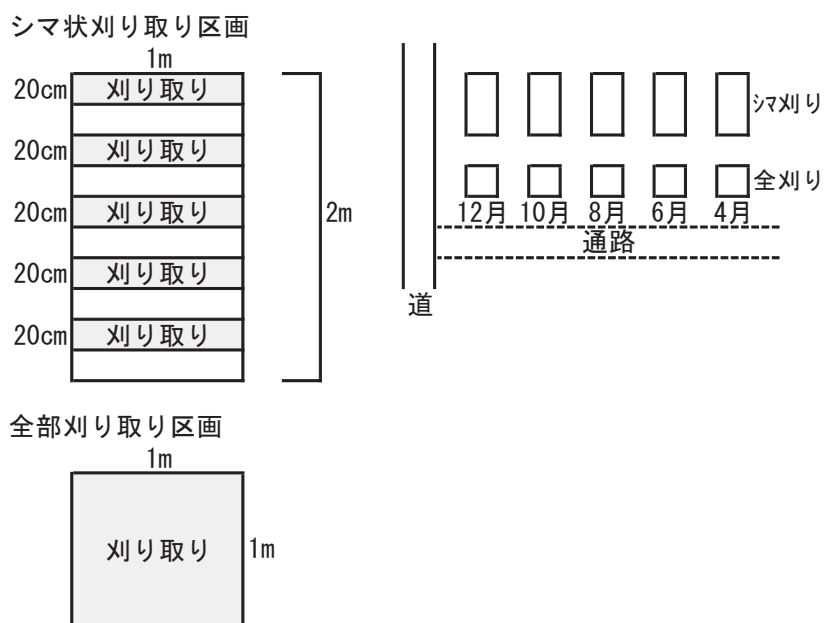 シマ状刈り取り区画
1m
20cm 刈り取り
20cm 刈り取り
20cm 刈り取り
20cm 刈り取り
20cm 刈り取り
2m
ｼﾏ刈り
全刈り
12月 10月 8月 6月 4月
通路
道
全部刈り取り区画
1m
刈り取り 1m